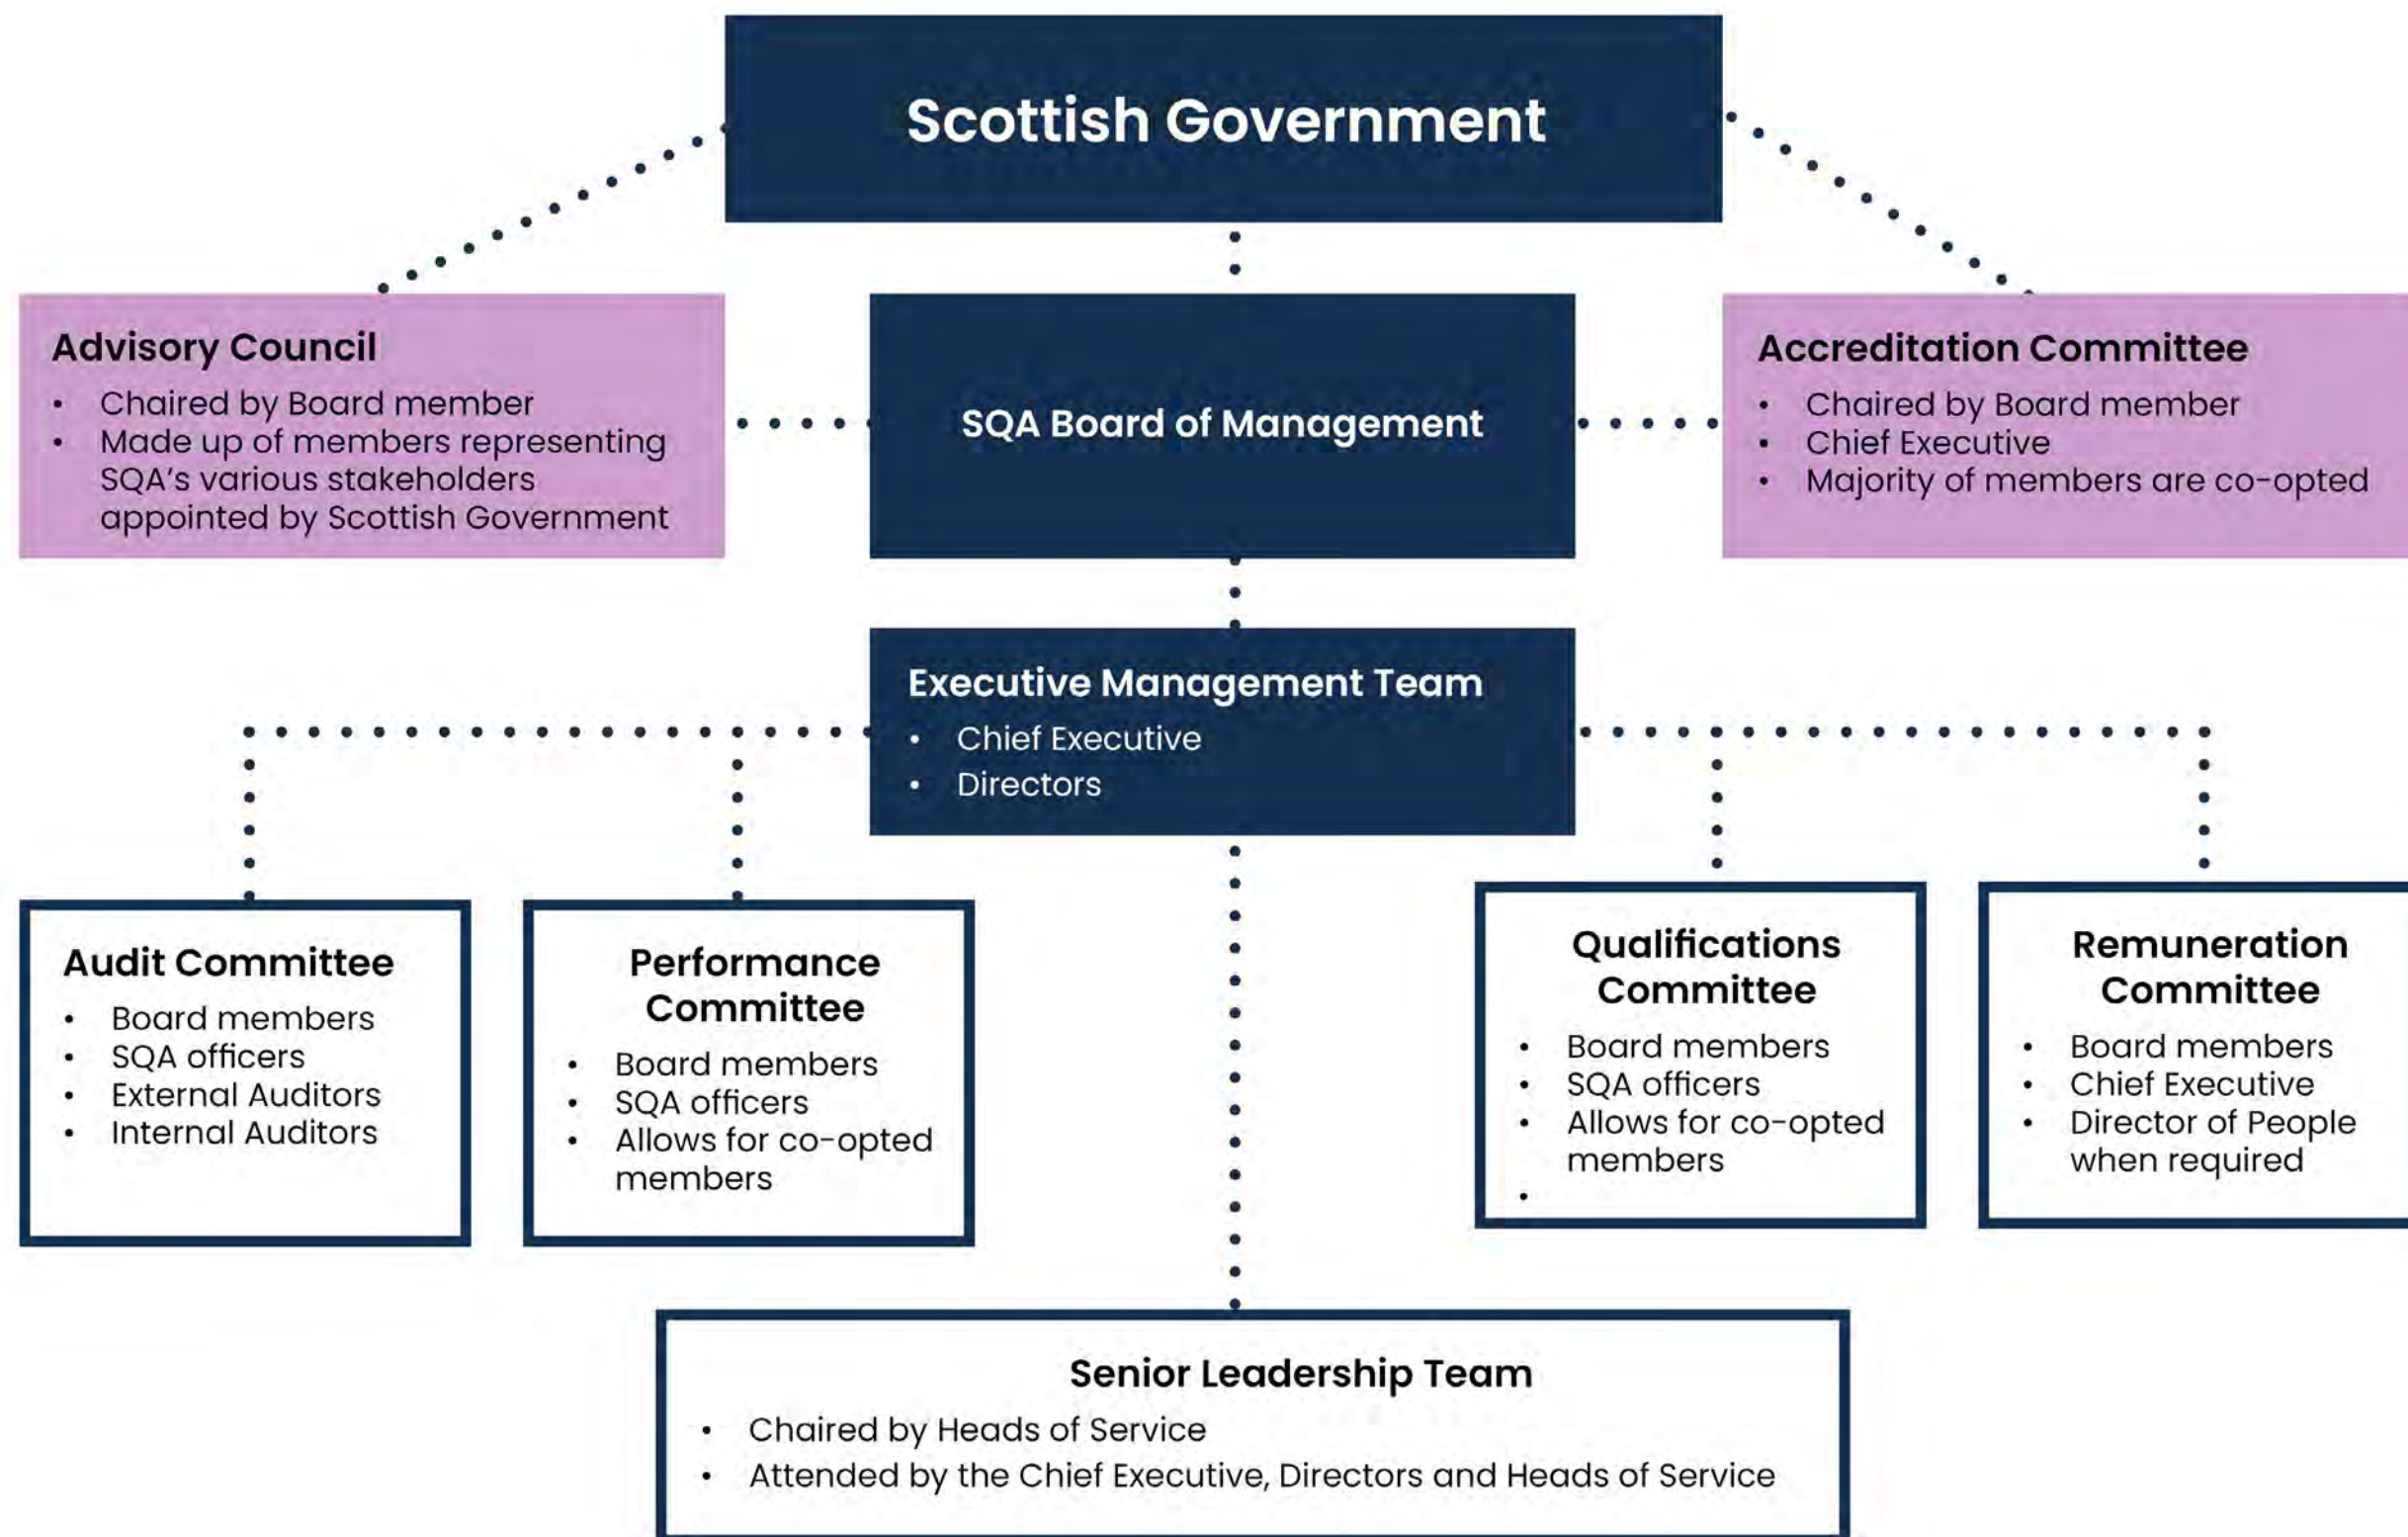 Scottish Government
Advisory Council
• Chaired by Board member
• Made up of members representing
SQA's various stakeholders
appointed by Scottish Government
SQA Board of Management
Accreditation Committee
• Chaired by Board member
• Chief Executive
• Majority of members are co-opted
Executive Management Team
• Chief Executive
• Directors
Audit Committee
• Board members
• SQA officers
• External Auditors
• Internal Auditors
Performance
Committee
• Board members
• SQA officers
• Allows for co-opted
members
Qualifications
Committee
• Board members
• SQA officers
• Allows for co-opted
members
•
Remuneration
Committee
• Board members
• Chief Executive
• Director of People
when required
Senior Leadership Team
• Chaired by Heads of Service
• Attended by the Chief Executive, Directors and Heads of Service